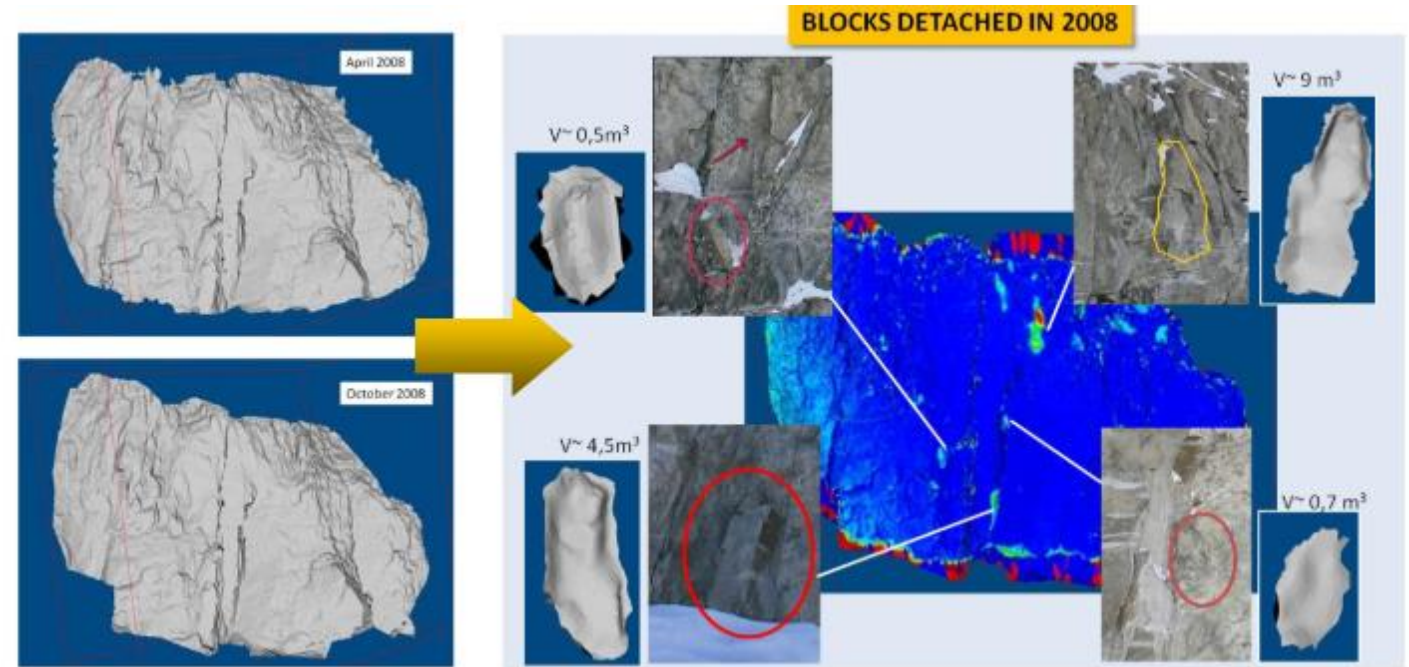 BLOCKS DETACHED IN 2008
April 2008
October 2008
V~ 0,5m³
V~ 9 m³
V~ 4,5m³
V~ 0,7 m³